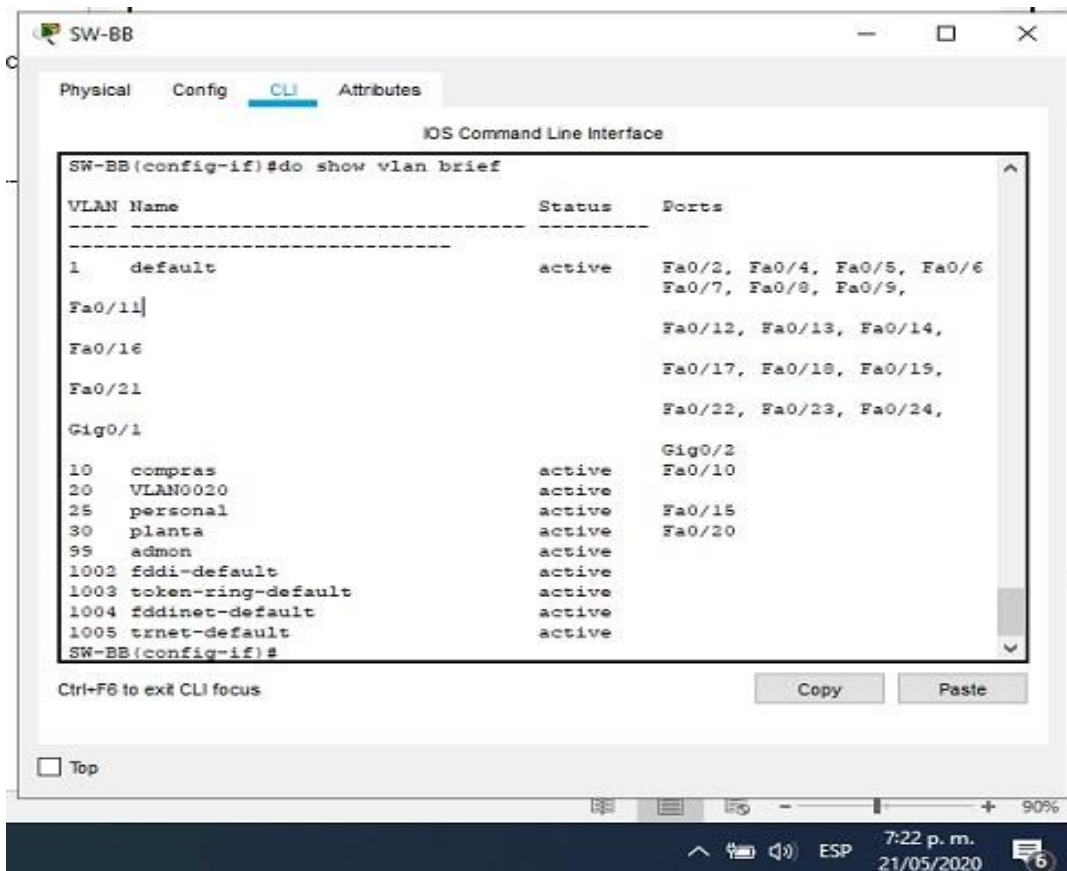 SW-BB
Physical Config CLI Attributes
IOS Command Line Interface
SW-BB(config-if)#do show vlan brief
VLAN Name Status Ports
---- -------------------------------- ---------
-------------------------------
1 default active Fa0/2, Fa0/4, Fa0/5, Fa0/6
Fa0/7, Fa0/8, Fa0/9,
Fa0/11
Fa0/12, Fa0/13, Fa0/14,
Fa0/16
Fa0/17, Fa0/18, Fa0/19,
Fa0/21
Fa0/22, Fa0/23, Fa0/24,
Gig0/1
Gig0/2
10 compras active Fa0/10
20 VLAN0020 active
25 personal active Fa0/15
30 planta active Fa0/20
99 admon active
1002 fddi-default active
1003 token-ring-default active
1004 fddinet-default active
1005 trnet-default active
SW-BB(config-if)#
Ctrl+F6 to exit CLI focus
Copy Paste
Top
90%
ESP 7:22 p. m.
21/05/2020
6